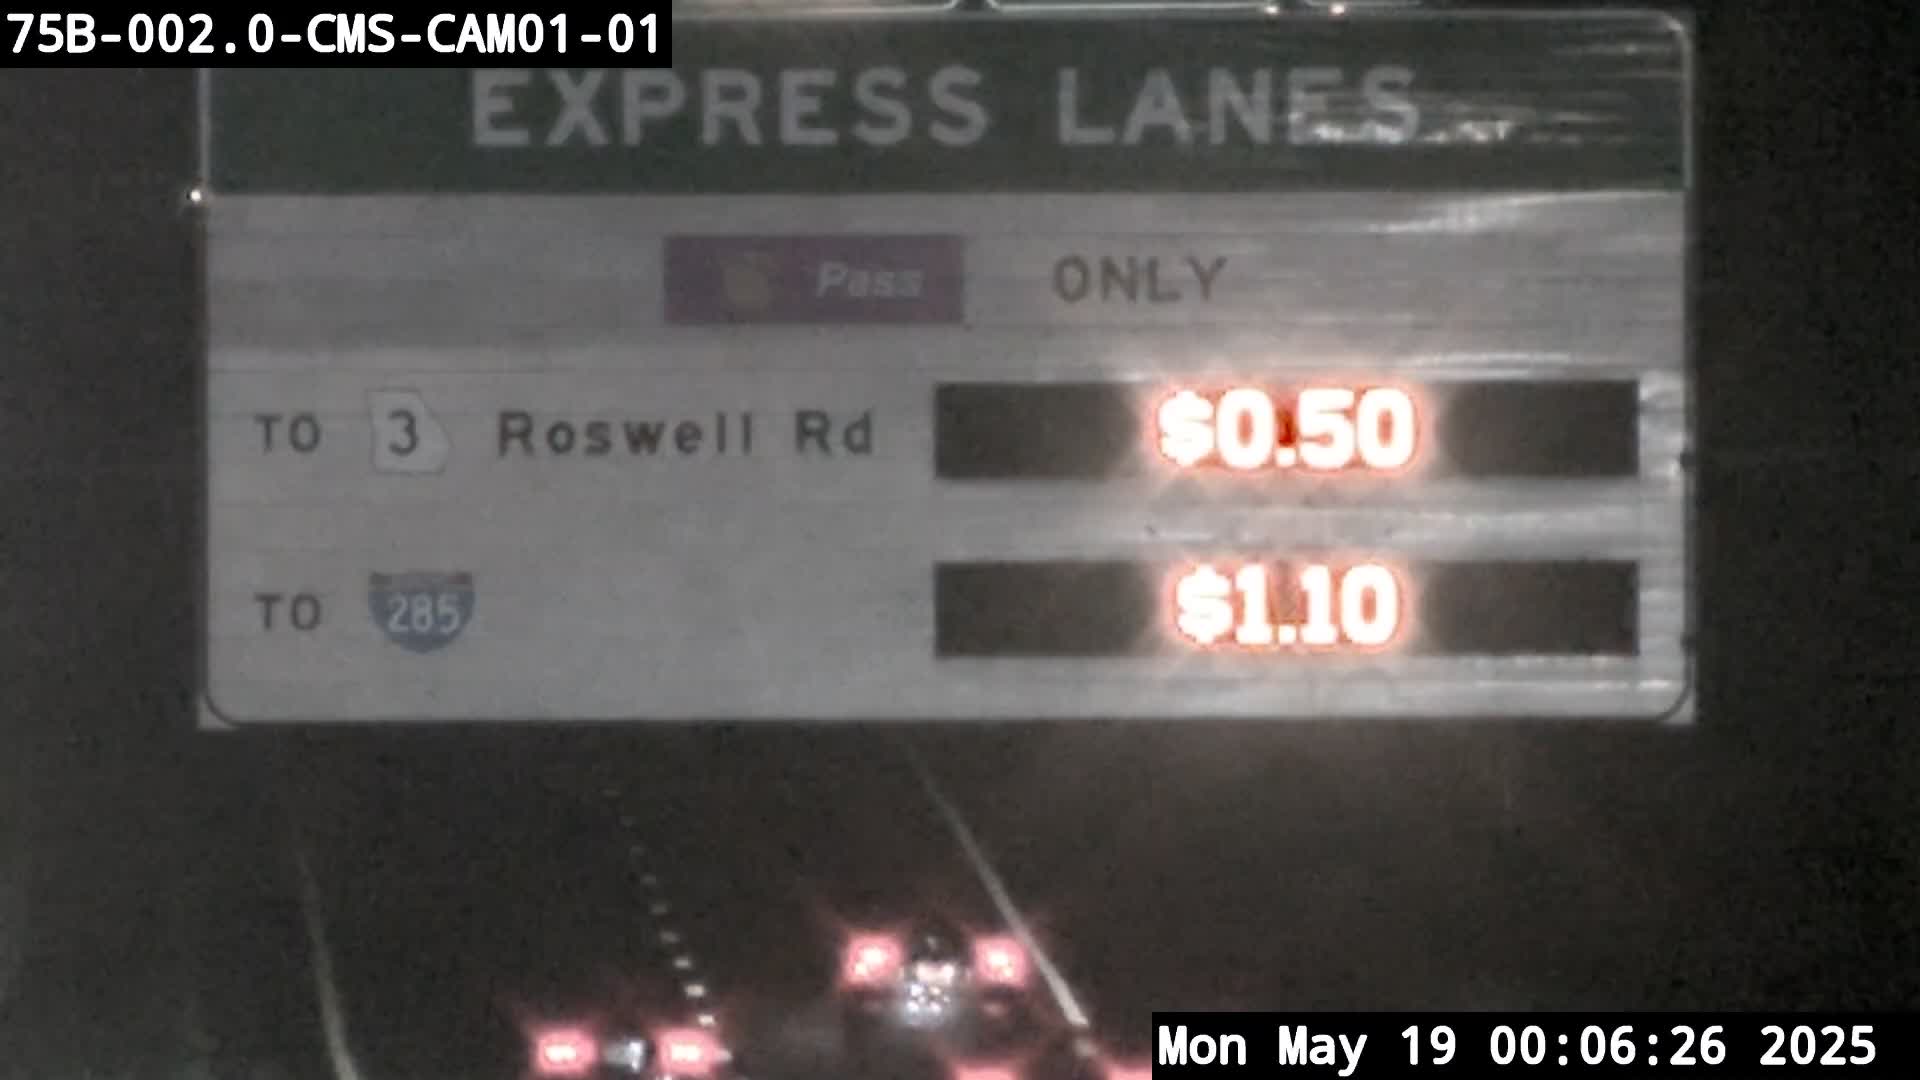 75B-002.0-CMS-CAM01-01
EXPRESS LANES
Pass ONLY
TO 3 Roswell Rd $0.50
TO 285 $1.10
Mon May 19 00:06:26 2025